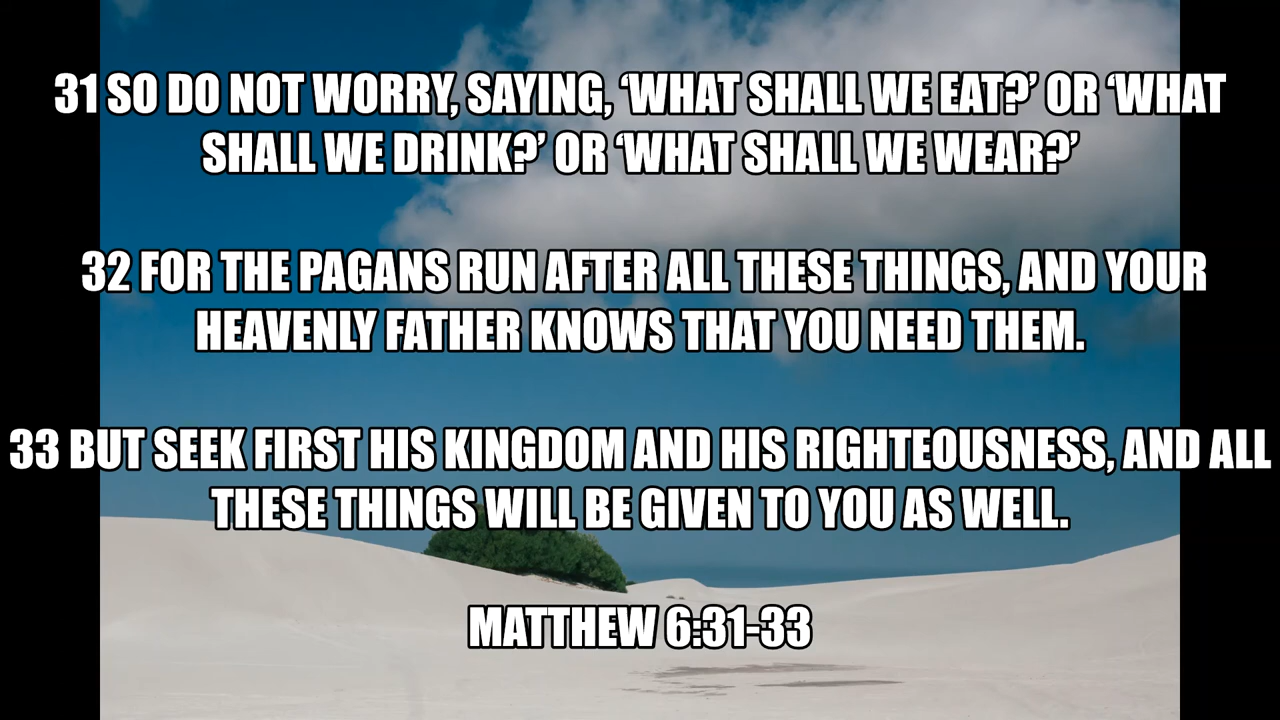 31 SO DO NOT WORRY, SAYING, ‘WHAT SHALL WE EAT?’ OR ‘WHAT
SHALL WE DRINK?’ OR ‘WHAT SHALL WE WEAR?’
32 FOR THE PAGANS RUN AFTER ALL THESE THINGS, AND YOUR
HEAVENLY FATHER KNOWS THAT YOU NEED THEM.
33 BUT SEEK FIRST HIS KINGDOM AND HIS RIGHTEOUSNESS, AND ALL
THESE THINGS WILL BE GIVEN TO YOU AS WELL.
MATTHEW 6:31-33